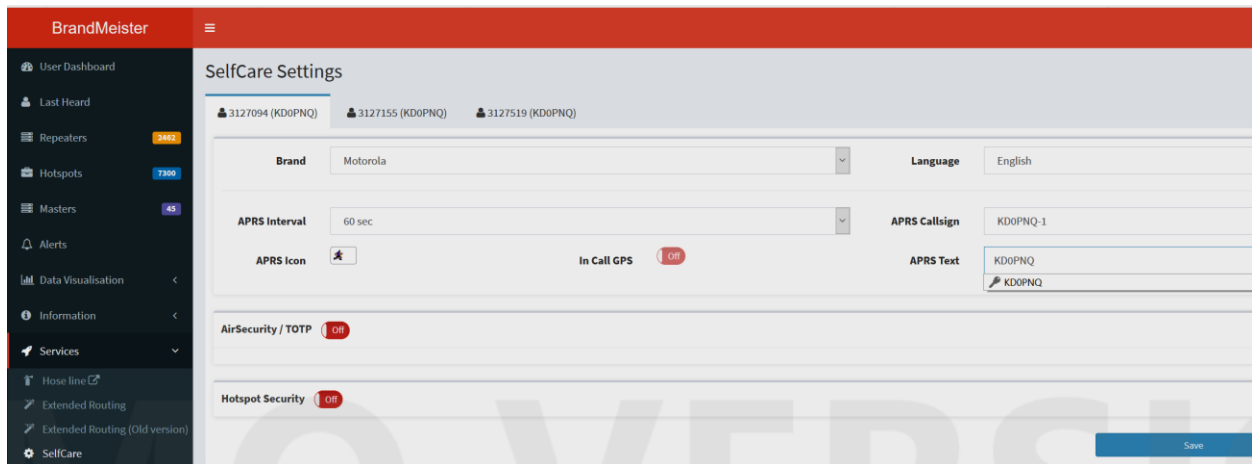 BrandMeister
User Dashboard
Last Heard
Repeaters 2462
Hotspots 7300
Masters 45
Alerts
Data Visualisation
Information
Services
Hose line
Extended Routing
Extended Routing (Old version)
SelfCare
SelfCare Settings
3127094 (KD0PNQ) 3127155 (KD0PNQ) 3127519 (KD0PNQ)
Brand Motorola Language English
APRS Interval 60 sec APRS Callsign KD0PNQ-1
APRS Icon In Call GPS Off APRS Text KD0PNQ
KD0PNQ
AirSecurity / TOTP Off
Hotspot Security Off
Save